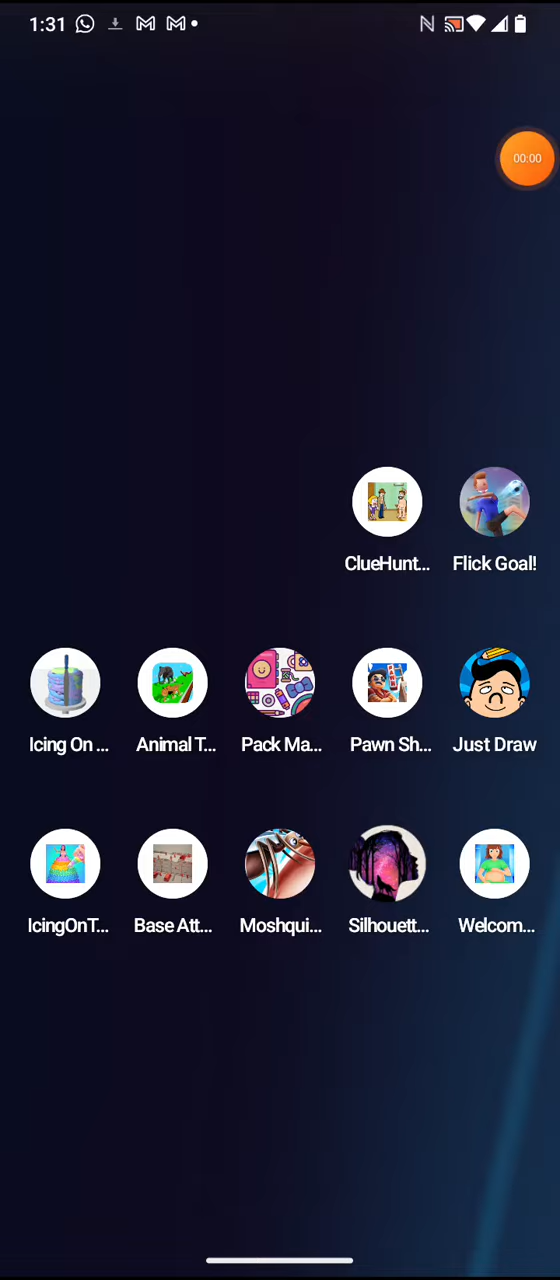 1:31
00:00
ClueHunt... Flick Goal!
Icing On ... Animal T... Pack Ma... Pawn Sh... Just Draw
IcingOnT... Base Att... Moshqui... Silhouett... Welcom...